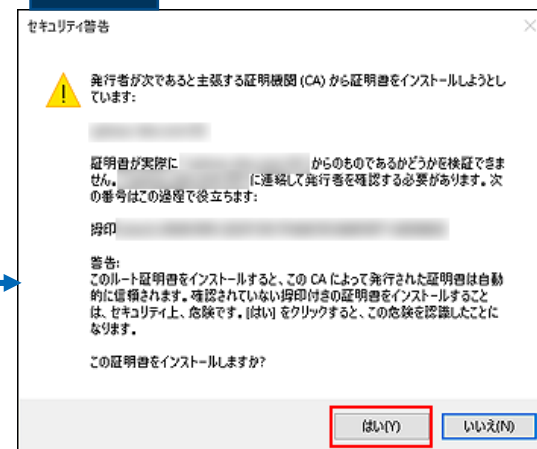 セキュリティ警告
発行者が次であると主張する証明機関 (CA) から証明書をインストールしようとし
ています:
証明書が実際に からのものであるかどうかを検証できま
せん。 に連絡して発行者を確認する必要があります。次
の番号はこの過程で役立ちます:
拇印
警告:
このルート証明書をインストールすると、この CA によって発行された証明書は自動
的に信頼されます。確認されていない拇印付きの証明書をインストールすること
は、セキュリティ上、危険です。[はい] をクリックすると、この危険を認識したことに
なります。
この証明書をインストールしますか?
はい(Y) いいえ(N)